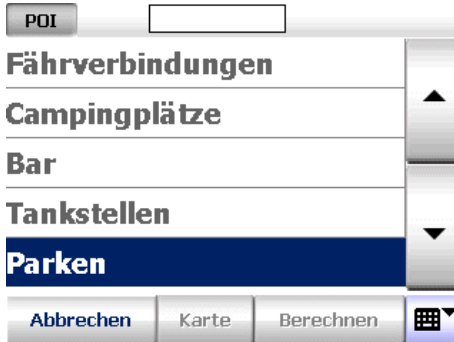 POI
Fährverbindungen
Campingplätze
Bar
Tankstellen
Parken
Abbrechen Karte Berechnen